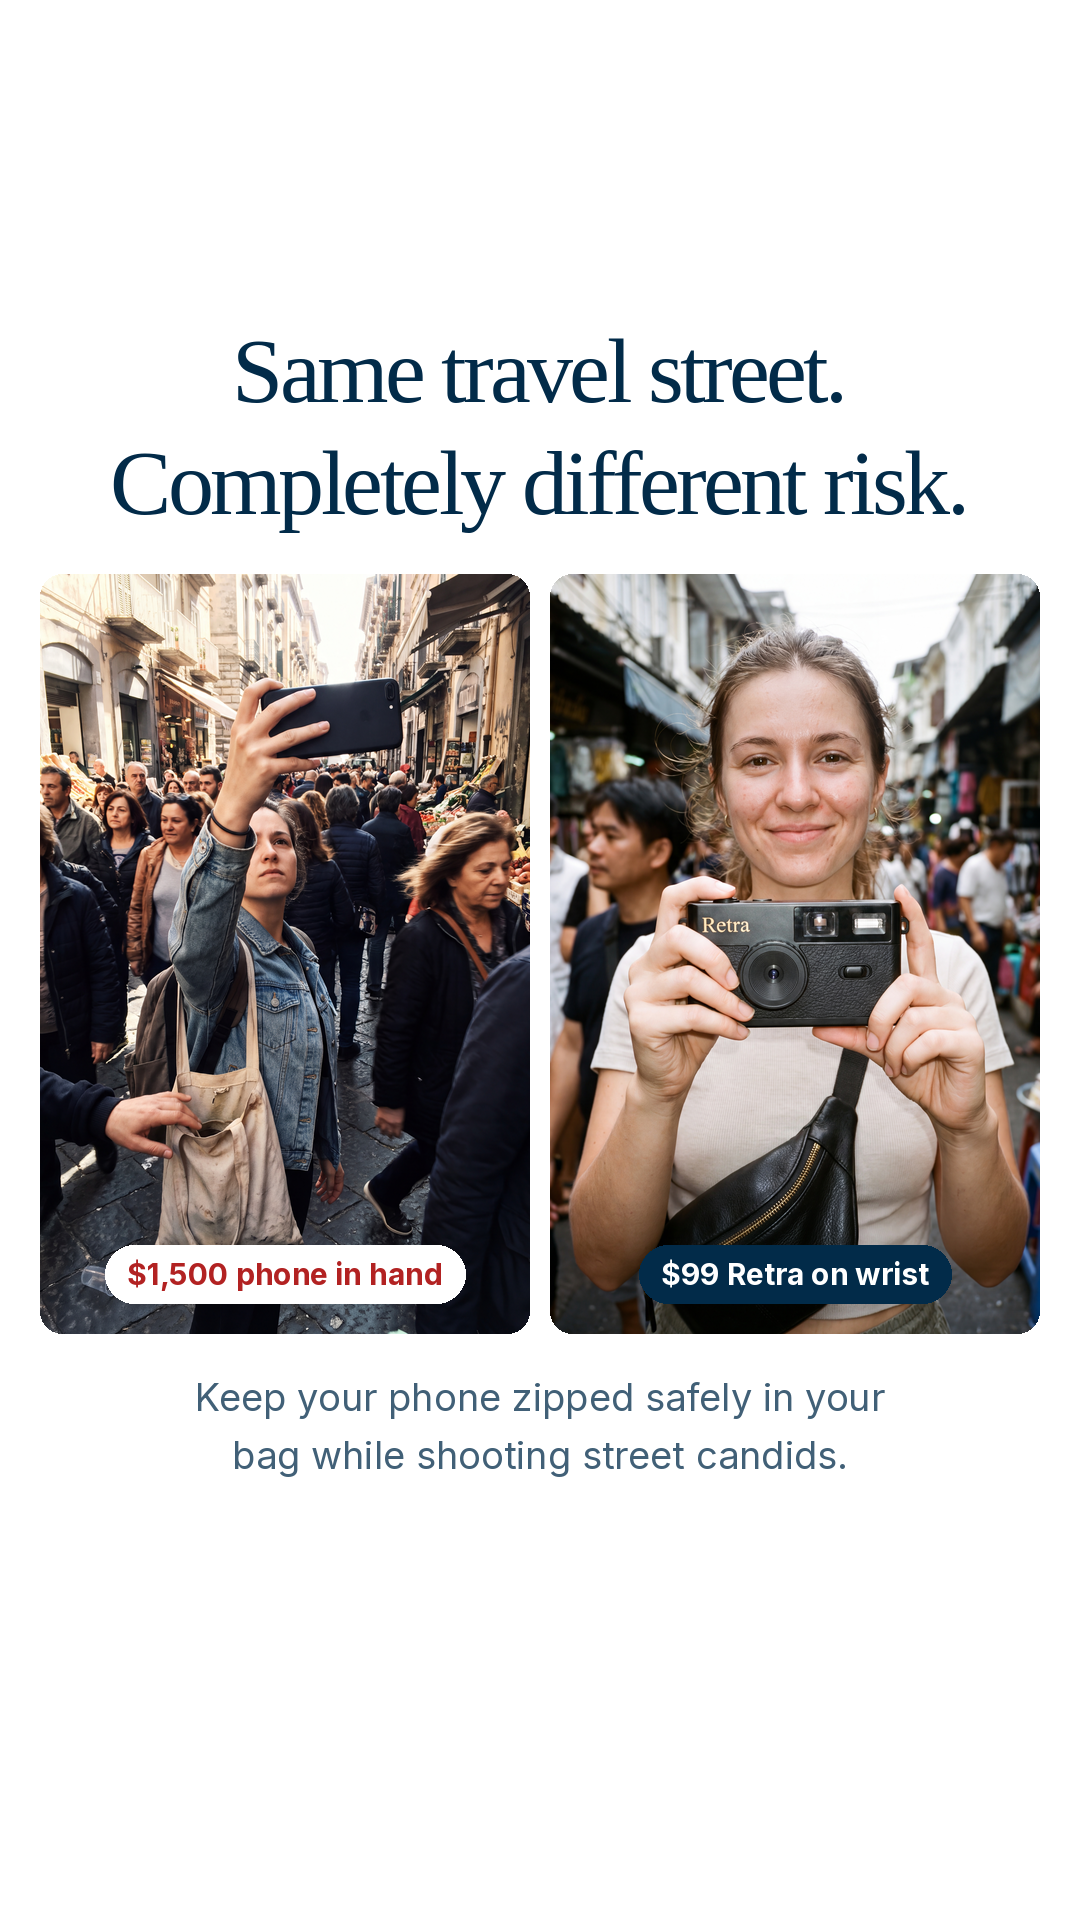 Same travel street.
Completely different risk.
Retra
$1,500 phone in hand
$99 Retra on wrist
Keep your phone zipped safely in your
bag while shooting street candids.